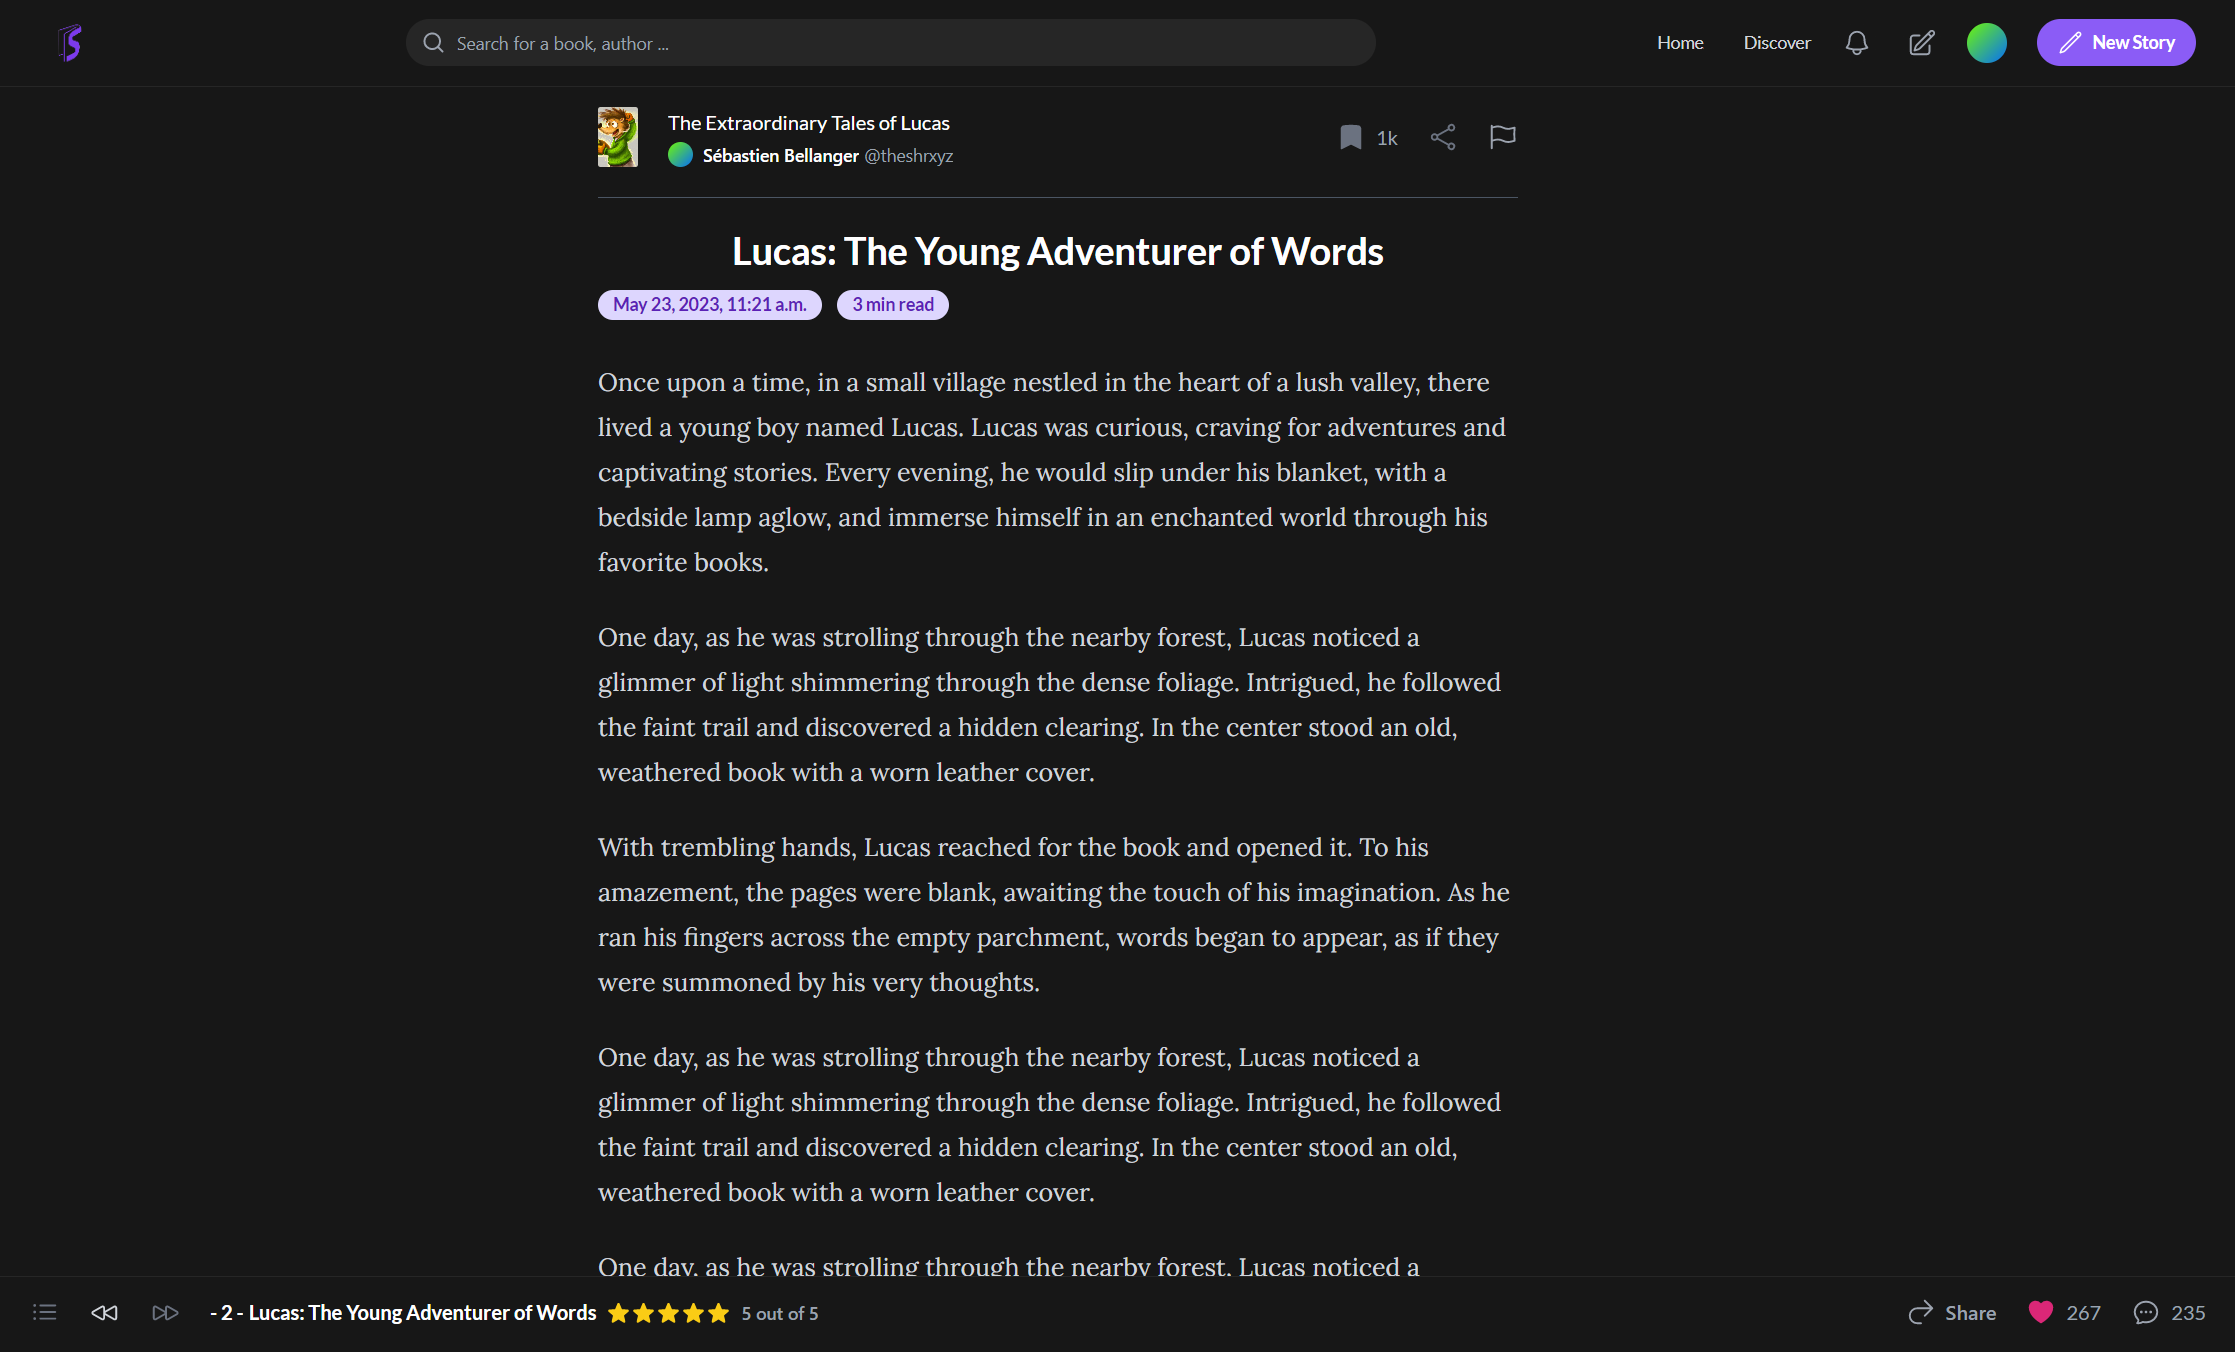 Search for a book, author ...
Home
Discover
New Story
The Extraordinary Tales of Lucas
Sébastien Bellanger @theshrxyz
1k
Lucas: The Young Adventurer of Words
May 23, 2023, 11:21 a.m.
3 min read
Once upon a time, in a small village nestled in the heart of a lush valley, there
lived a young boy named Lucas. Lucas was curious, craving for adventures and
captivating stories. Every evening, he would slip under his blanket, with a
bedside lamp aglow, and immerse himself in an enchanted world through his
favorite books.
One day, as he was strolling through the nearby forest, Lucas noticed a
glimmer of light shimmering through the dense foliage. Intrigued, he followed
the faint trail and discovered a hidden clearing. In the center stood an old,
weathered book with a worn leather cover.
With trembling hands, Lucas reached for the book and opened it. To his
amazement, the pages were blank, awaiting the touch of his imagination. As he
ran his fingers across the empty parchment, words began to appear, as if they
were summoned by his very thoughts.
One day, as he was strolling through the nearby forest, Lucas noticed a
glimmer of light shimmering through the dense foliage. Intrigued, he followed
the faint trail and discovered a hidden clearing. In the center stood an old,
weathered book with a worn leather cover.
One day, as he was strolling through the nearby forest, Lucas noticed a
- 2 - Lucas: The Young Adventurer of Words
5 out of 5
Share
267
235